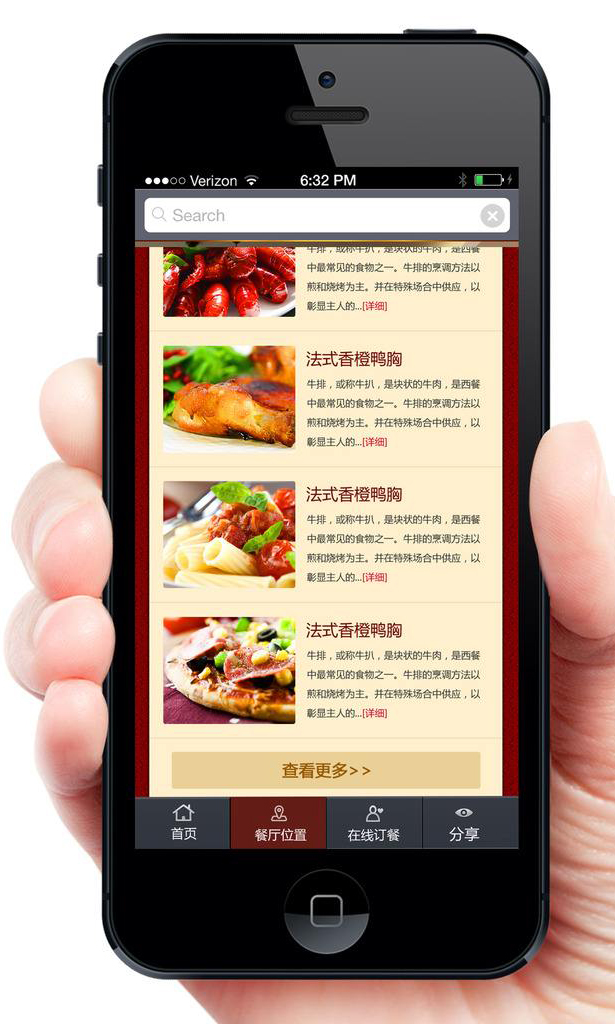 Verizon 6:32 PM
Search
牛排，或称牛扒，是块状的牛肉，是西餐
中最常见的食物之一。牛排的烹调方法以
煎和烧烤为主。并在特殊场合中供应，以
彰显主人的...[详细]
法式香橙鸭胸
牛排，或称牛扒，是块状的牛肉，是西餐
中最常见的食物之一。牛排的烹调方法以
煎和烧烤为主。并在特殊场合中供应，以
彰显主人的...[详细]
法式香橙鸭胸
牛排，或称牛扒，是块状的牛肉，是西餐
中最常见的食物之一。牛排的烹调方法以
煎和烧烤为主。并在特殊场合中供应，以
彰显主人的...[详细]
法式香橙鸭胸
牛排，或称牛扒，是块状的牛肉，是西餐
中最常见的食物之一。牛排的烹调方法以
煎和烧烤为主。并在特殊场合中供应，以
彰显主人的...[详细]
查看更多>>
首页 餐厅位置 在线订餐 分享